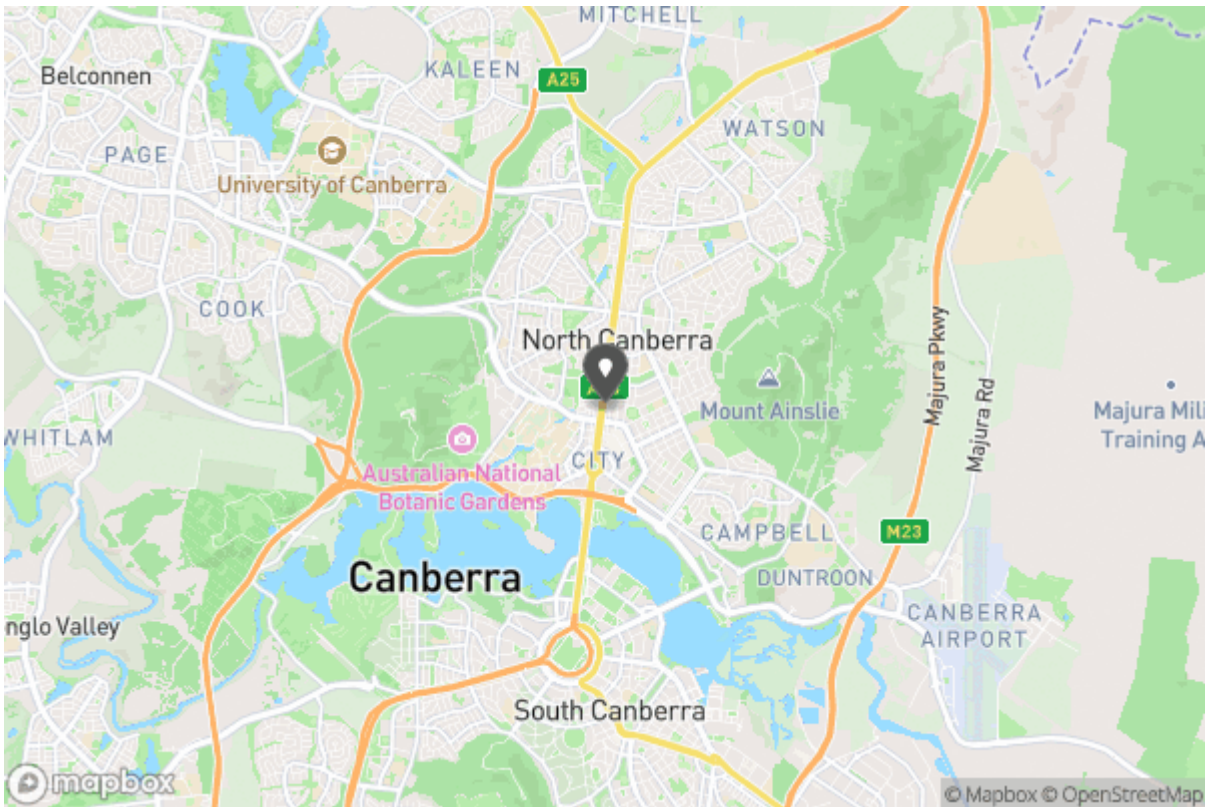 MITCHELL
Belconnen
KALEEN
A25
WATSON
PAGE
University of Canberra
COOK
North Canberra
Majura Pkwy
Majura Rd
Mount Ainslie
Majura Mili
Training A
WHITLAM
CITY
Australian National
Botanic Gardens
CAMPBELL
M23
Canberra
DUNTROON
CANBERRA
AIRPORT
nglo Valley
South Canberra
mapbox
© Mapbox © OpenStreetMap